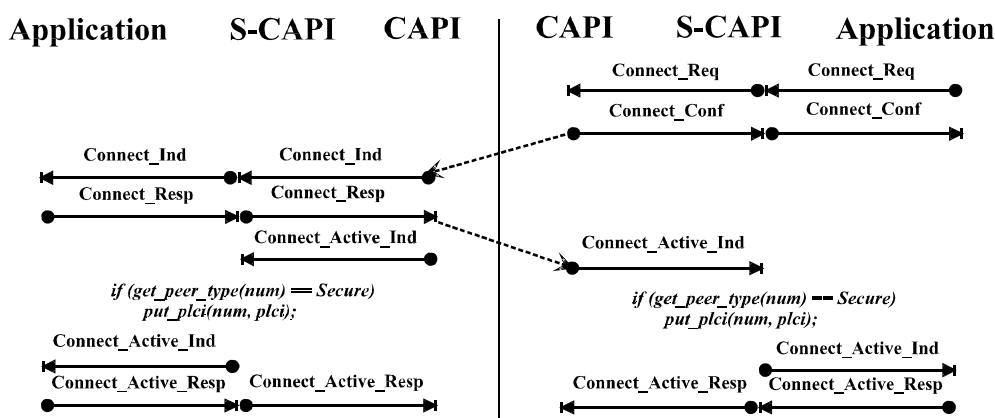 Application S-CAPI CAPI CAPI S-CAPI Application
Connect_Req Connect_Req
Connect_Conf Connect_Conf
Connect_Ind Connect_Ind
Connect_Resp Connect_Resp
Connect_Active_Ind Connect_Active_Ind
if (get_peer_type(num) == Secure) if (get_peer_type(num) == Secure)
put_plci(num, plci); put_plci(num, plci);
Connect_Active_Ind Connect_Active_Ind
Connect_Active_Resp Connect_Active_Resp Connect_Active_Resp Connect_Active_Resp